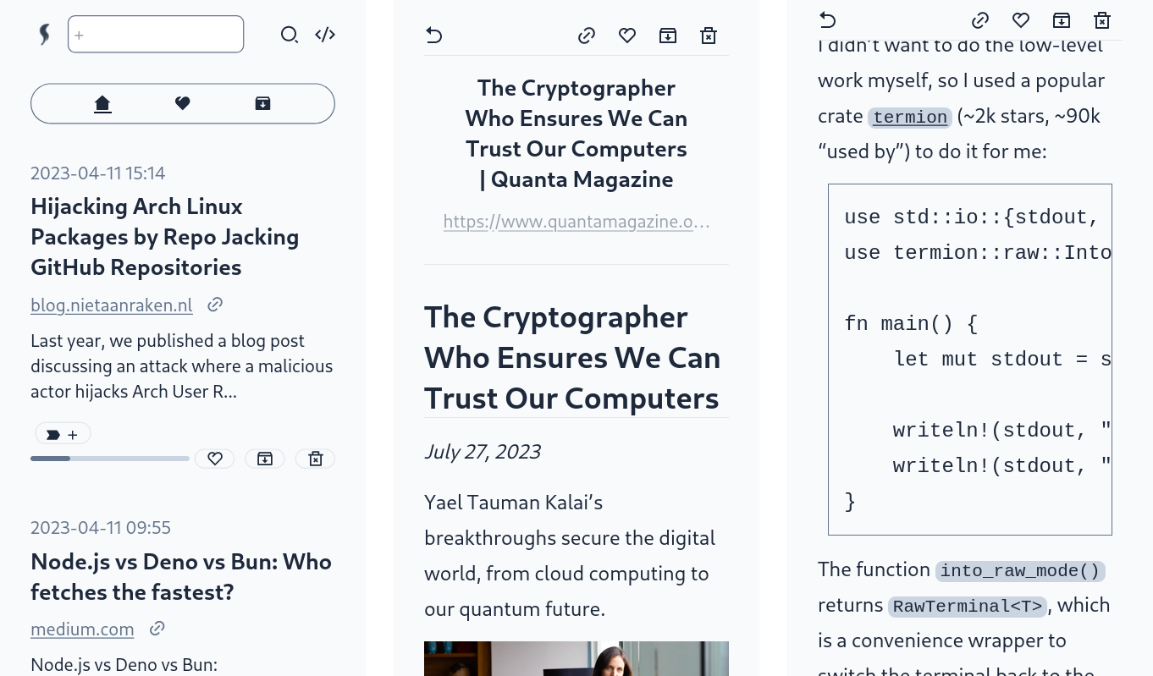 +
</>
2023-04-11 15:14
Hijacking Arch Linux
Packages by Repo Jacking
GitHub Repositories
blog.nietaanraken.nl
Last year, we published a blog post
discussing an attack where a malicious
actor hijacks Arch User R...
+
2023-04-11 09:55
Node.js vs Deno vs Bun: Who
fetches the fastest?
medium.com
Node.js vs Deno vs Bun:
The Cryptographer
Who Ensures We Can
Trust Our Computers
| Quanta Magazine
https://www.quantamagazine.o...
The Cryptographer
Who Ensures We Can
Trust Our Computers
July 27, 2023
Yael Tauman Kalai’s
breakthroughs secure the digital
world, from cloud computing to
our quantum future.
I didn’t want to do the low-level
work myself, so I used a popular
crate termion (~2k stars, ~90k
“used by”) to do it for me:
use std::io::{stdout,
use termion::raw::Into
fn main() {
let mut stdout = s
writeln!(stdout, "
writeln!(stdout, "
}
The function into_raw_mode()
returns RawTerminal<T>, which
is a convenience wrapper to
switch the terminal back to the